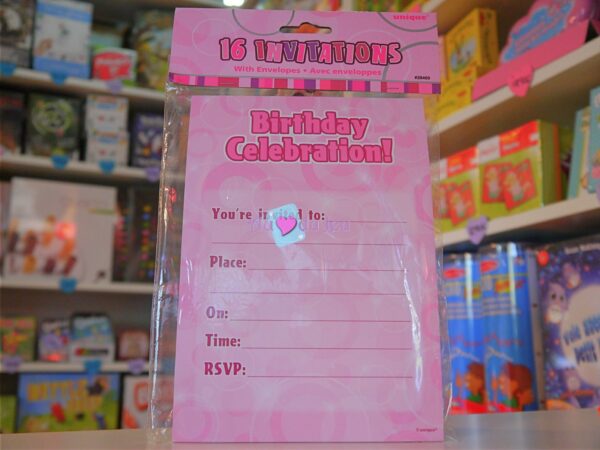 unique
16 INVITATIONS
With Envelopes • Avec enveloppes
Birthday
Celebration!
You're invited to:
Place:
On:
Time:
RSVP:
© unique